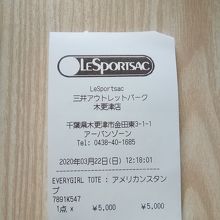 LESPORTSAC
LeSportsac
三井アウトレットパーク
木更津店
千葉県木更津市金田東3-1-1
アーバンゾーン
Tel: 0438-40-1685
2020年03月22日(日) 12:18:01
EVERYGIRL TOTE : アメリカンスタン
プ
7891K547
1点 x ¥5,000 ¥5,000